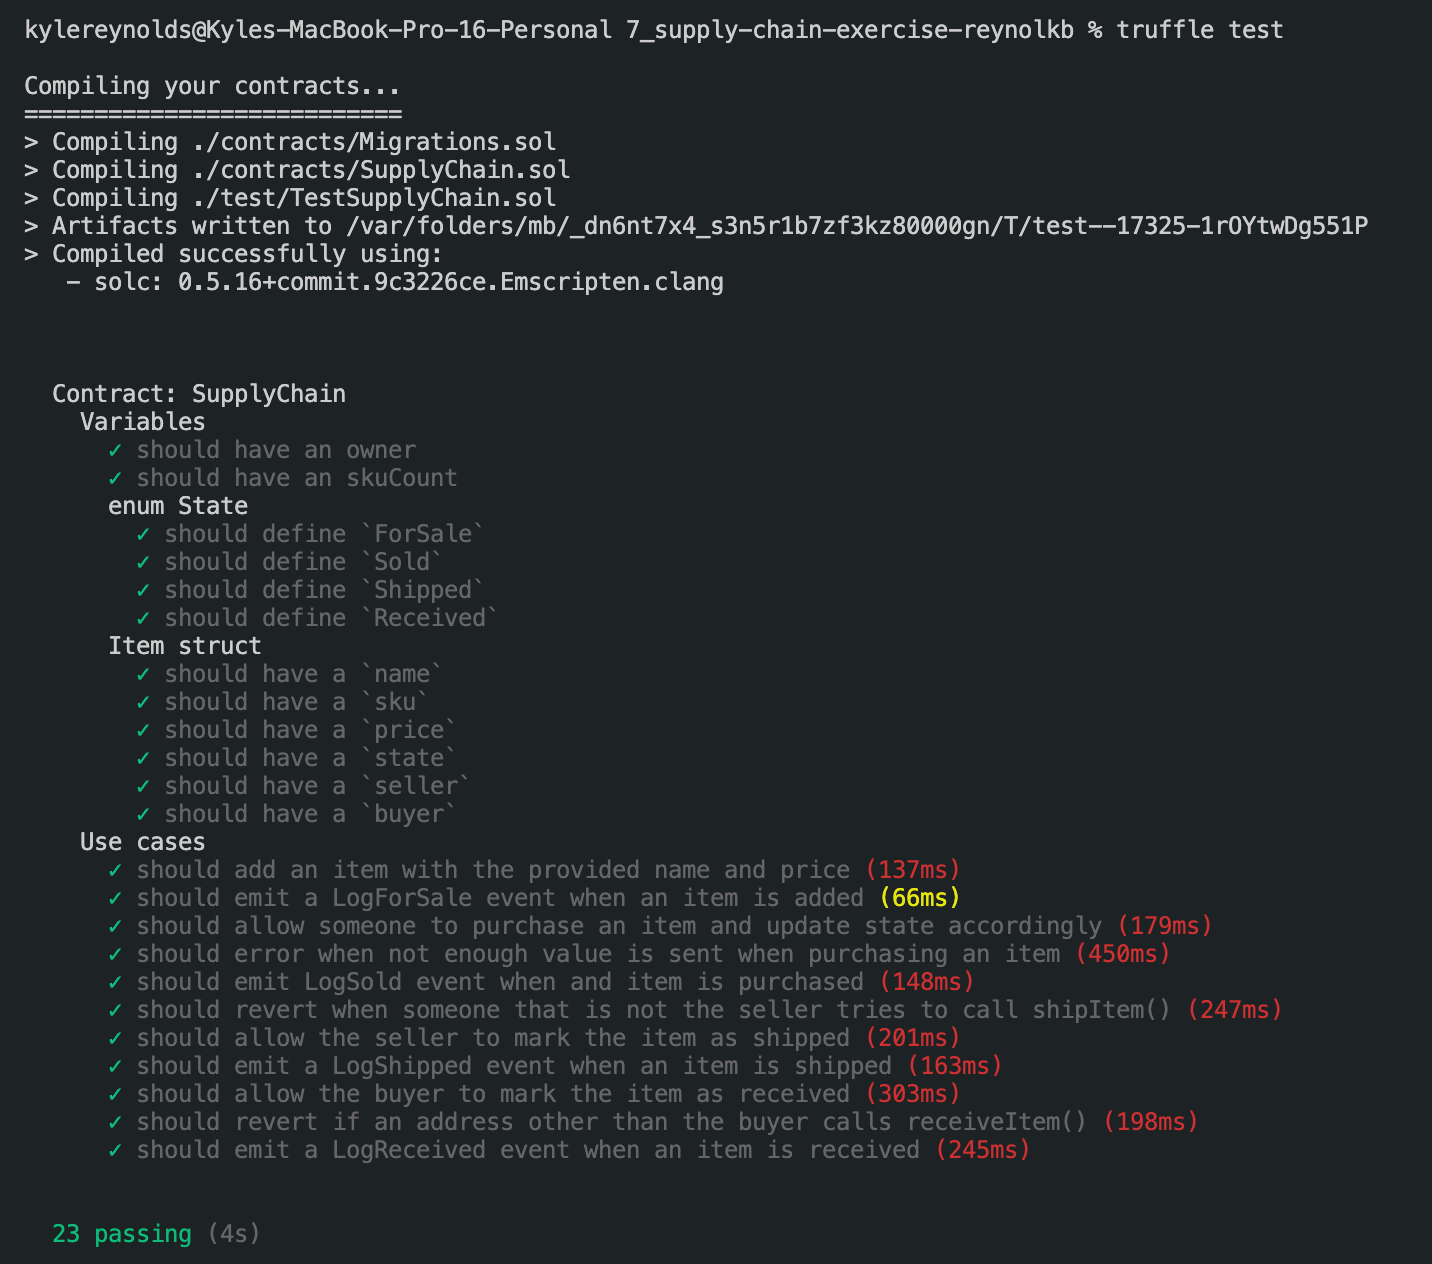 kylereynolds@Kyles-MacBook-Pro-16-Personal 7_supply-chain-exercise-reynolkb % truffle test
Compiling your contracts...
===========================
> Compiling ./contracts/Migrations.sol
> Compiling ./contracts/SupplyChain.sol
> Compiling ./test/TestSupplyChain.sol
> Artifacts written to /var/folders/mb/_dn6nt7x4_s3n5r1b7zf3kz80000gn/T/test--17325-1rOYtwDg551P
> Compiled successfully using:
- solc: 0.5.16+commit.9c3226ce.Emscripten.clang
Contract: SupplyChain
Variables
✓ should have an owner
✓ should have an skuCount
enum State
✓ should define `ForSale`
✓ should define `Sold`
✓ should define `Shipped`
✓ should define `Received`
Item struct
✓ should have a `name`
✓ should have a `sku`
✓ should have a `price`
✓ should have a `state`
✓ should have a `seller`
✓ should have a `buyer`
Use cases
✓ should add an item with the provided name and price (137ms)
✓ should emit a LogForSale event when an item is added (66ms)
✓ should allow someone to purchase an item and update state accordingly (179ms)
✓ should error when not enough value is sent when purchasing an item (450ms)
✓ should emit LogSold event when and item is purchased (148ms)
✓ should revert when someone that is not the seller tries to call shipItem() (247ms)
✓ should allow the seller to mark the item as shipped (201ms)
✓ should emit a LogShipped event when an item is shipped (163ms)
✓ should allow the buyer to mark the item as received (303ms)
✓ should revert if an address other than the buyer calls receiveItem() (198ms)
✓ should emit a LogReceived event when an item is received (245ms)
23 passing (4s)